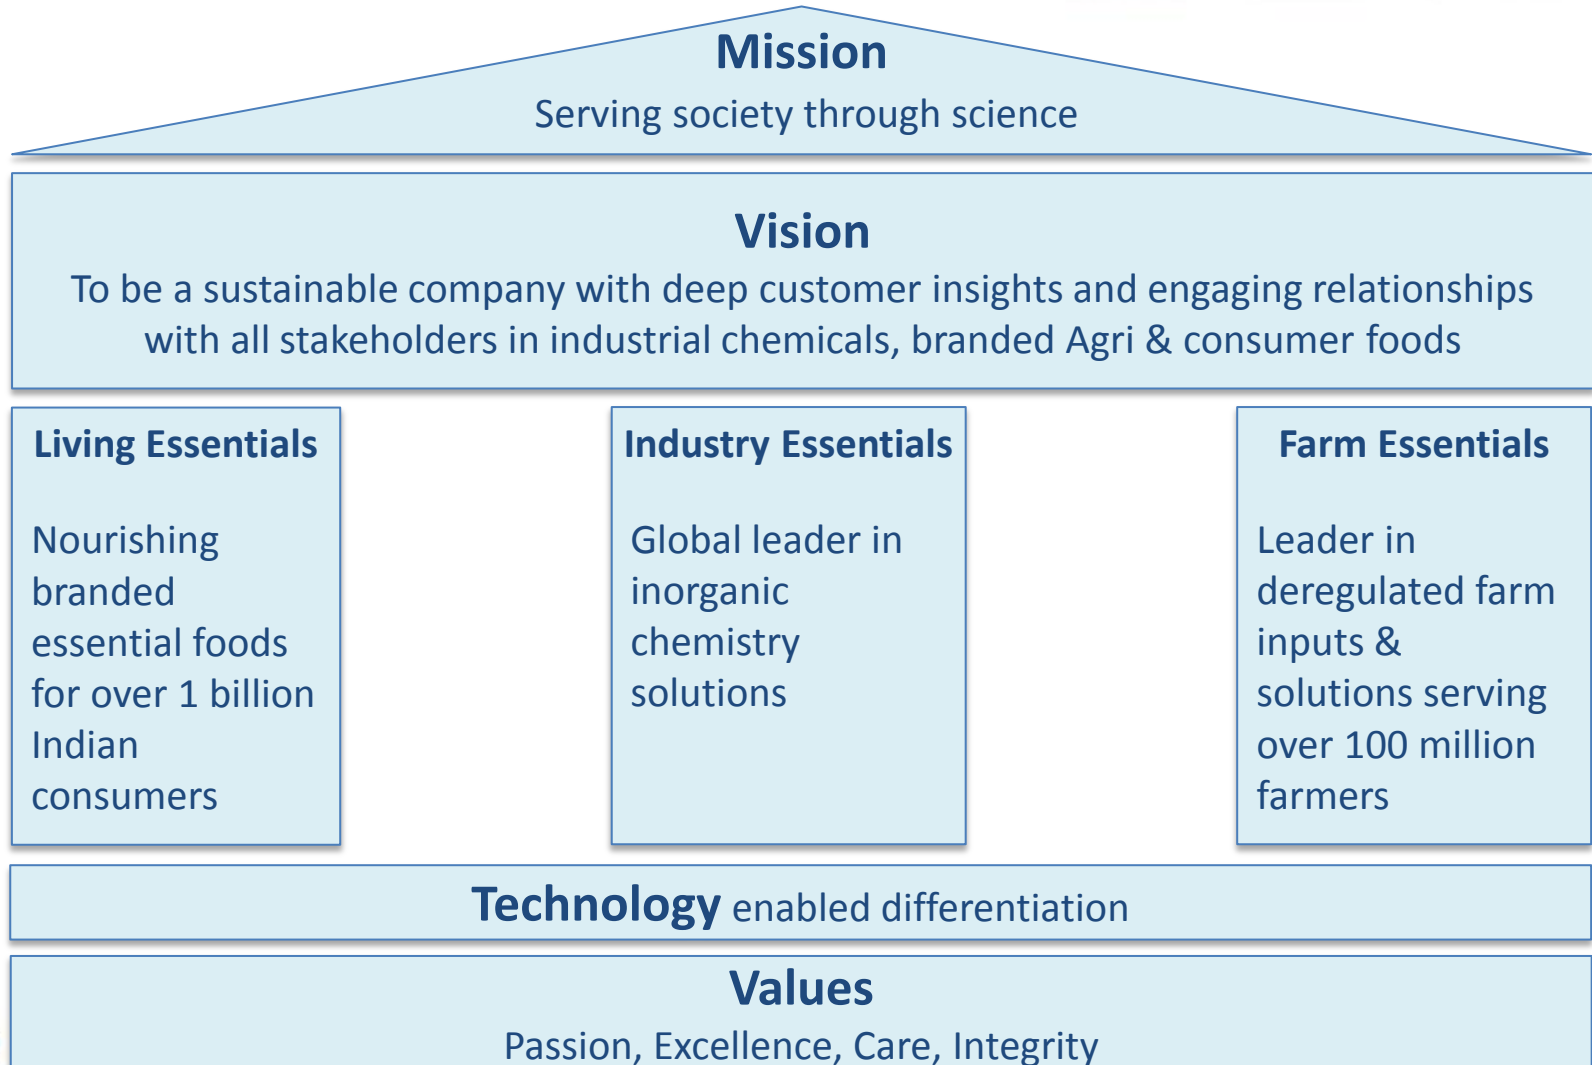 Mission
Serving society through science
Vision
To be a sustainable company with deep customer insights and engaging relationships
with all stakeholders in industrial chemicals, branded Agri & consumer foods
Living Essentials
Nourishing
branded
essential foods
for over 1 billion
Indian
consumers
Industry Essentials
Global leader in
inorganic
chemistry
solutions
Farm Essentials
Leader in
deregulated farm
inputs &
solutions serving
over 100 million
farmers
Technology enabled differentiation
Values
Passion, Excellence, Care, Integrity